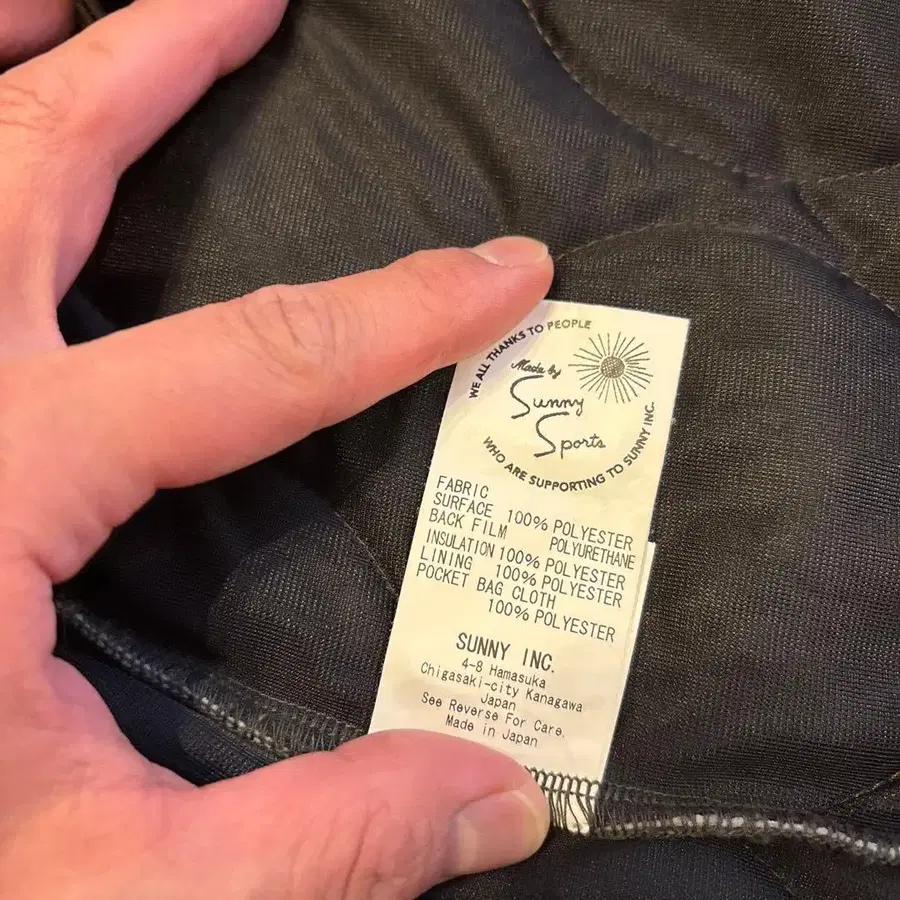 WE ALL THANKS TO PEOPLE
Made by
Sunny
Sports
WHO ARE SUPPORTING TO SUNNY INC.
FABRIC
SURFACE 100% POLYESTER
BACK FILM POLYURETHANE
INSULATION 100% POLYESTER
LINING 100% POLYESTER
POCKET BAG CLOTH
100% POLYESTER
SUNNY INC.
4-8 Hamasuka
Chigasaki-city Kanagawa
Japan
See Reverse For Care.
Made in Japan